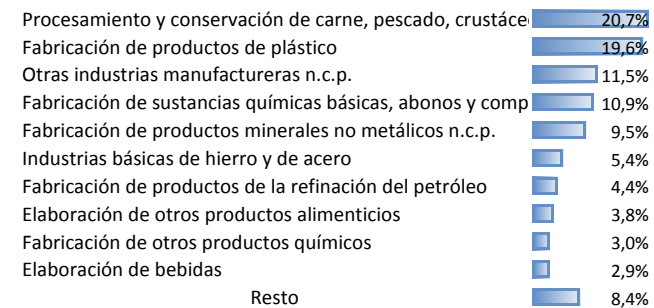 Procesamiento y conservación de carne, pescado, crustáce 20,7%
Fabricación de productos de plástico 19,6%
Otras industrias manufactureras n.c.p. 11,5%
Fabricación de sustancias químicas básicas, abonos y comp 10,9%
Fabricación de productos minerales no metálicos n.c.p. 9,5%
Industrias básicas de hierro y de acero 5,4%
Fabricación de productos de la refinación del petróleo 4,4%
Elaboración de otros productos alimenticios 3,8%
Fabricación de otros productos químicos 3,0%
Elaboración de bebidas 2,9%
Resto 8,4%